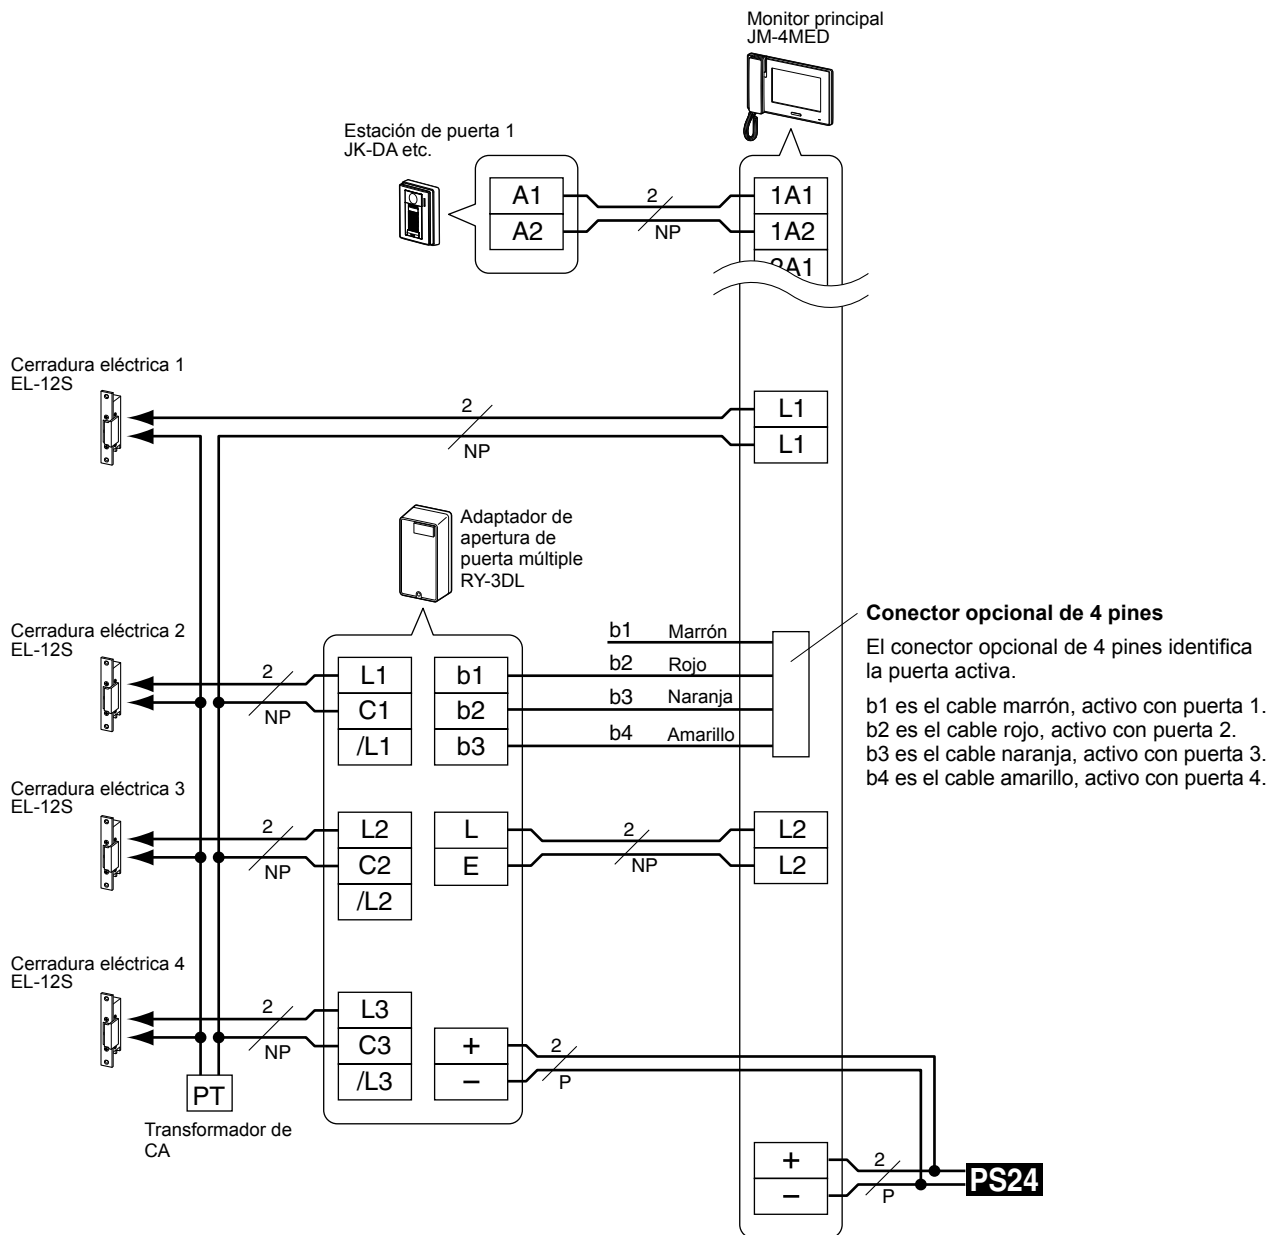 Monitor principal
JM-4MED
Estación de puerta 1
JK-DA etc.
A1
A2
2
NP
1A1
1A2
2A1
Cerradura eléctrica 1
EL-12S
2
NP
L1
L1
Adaptador de
apertura de
puerta múltiple
RY-3DL
Cerradura eléctrica 2
EL-12S
2
NP
L1
C1
/L1
b1
b2
b3
b1 Marrón
b2 Rojo
b3 Naranja
b4 Amarillo
Conector opcional de 4 pines
El conector opcional de 4 pines identifica
la puerta activa.
b1 es el cable marrón, activo con puerta 1.
b2 es el cable rojo, activo con puerta 2.
b3 es el cable naranja, activo con puerta 3.
b4 es el cable amarillo, activo con puerta 4.
Cerradura eléctrica 3
EL-12S
2
NP
L2
C2
/L2
L
E
2
NP
L2
L2
Cerradura eléctrica 4
EL-12S
2
NP
L3
C3
/L3
+
−
2
P
PT
Transformador de
CA
+
−
2
P
PS24